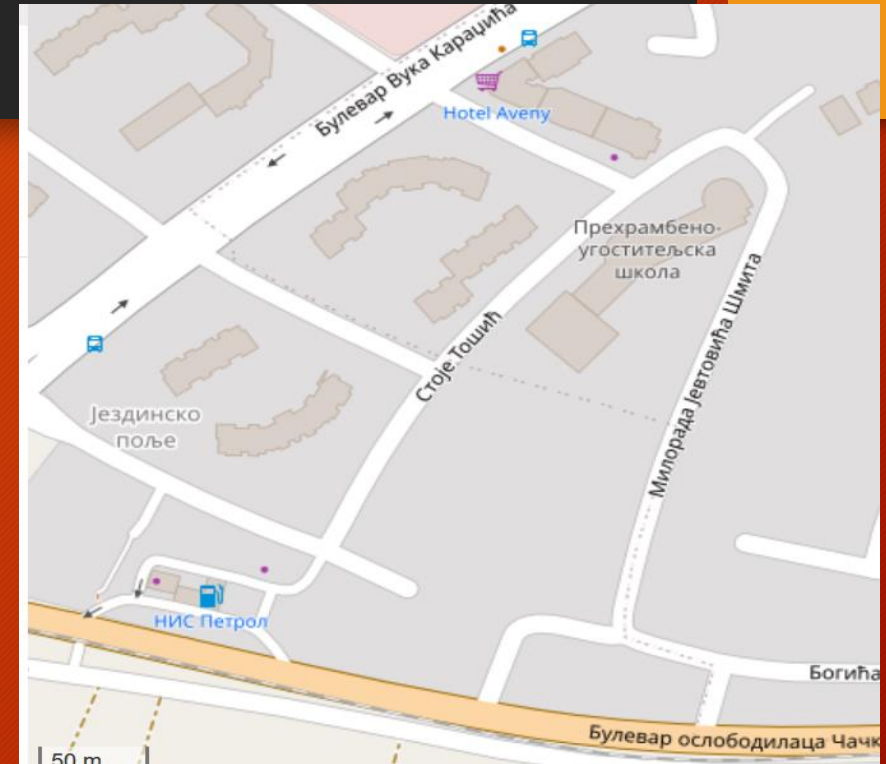 Булевар Вука Караџића
Hotel Aveny
Прехрамбено-
угоститељска
школа
Милорада Јевтовића Шмита
Стоје Тошић
Јездинско
поље
НИС Петрол
Богића
Булевар ослободилаца Чачк
50 m